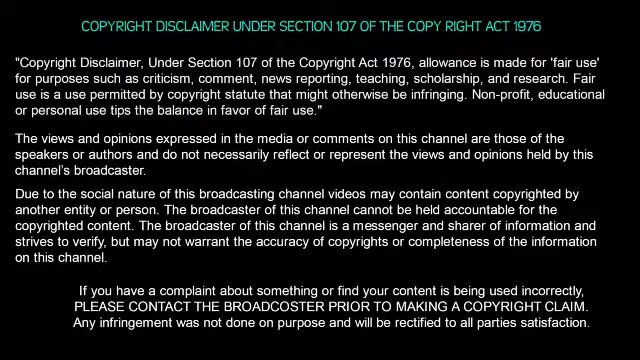 COPYRIGHT DISCLAIMER UNDER SECTION 107 OF THE COPY RIGHT ACT 1976
"Copyright Disclaimer, Under Section 107 of the Copyright Act 1976, allowance is made for 'fair use'
for purposes such as criticism, comment, news reporting, teaching, scholarship, and research. Fair
use is a use permitted by copyright statute that might otherwise be infringing. Non-profit, educational
or personal use tips the balance in favor of fair use."
The views and opinions expressed in the media or comments on this channel are those of the
speakers or authors and do not necessarily reflect or represent the views and opinions held by this
channel's broadcaster.
Due to the social nature of this broadcasting channel videos may contain content copyrighted by
another entity or person. The broadcaster of this channel cannot be held accountable for the
copyrighted content. The broadcaster of this channel is a messenger and sharer of information and
strives to verify, but may not warrant the accuracy of copyrights or completeness of the information
on this channel.
If you have a complaint about something or find your content is being used incorrectly,
PLEASE CONTACT THE BROADCOSTER PRIOR TO MAKING A COPYRIGHT CLAIM.
Any infringement was not done on purpose and will be rectified to all parties satisfaction.